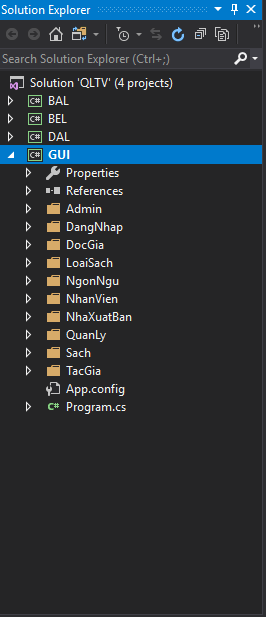 Solution Explorer
Search Solution Explorer (Ctrl+;)
Solution 'QLTV' (4 projects)
C# BAL
C# BEL
C# DAL
C# GUI
Properties
References
Admin
DangNhap
DocGia
LoaiSach
NgonNgu
NhanVien
NhaXuatBan
QuanLy
Sach
TacGia
App.config
C# Program.cs